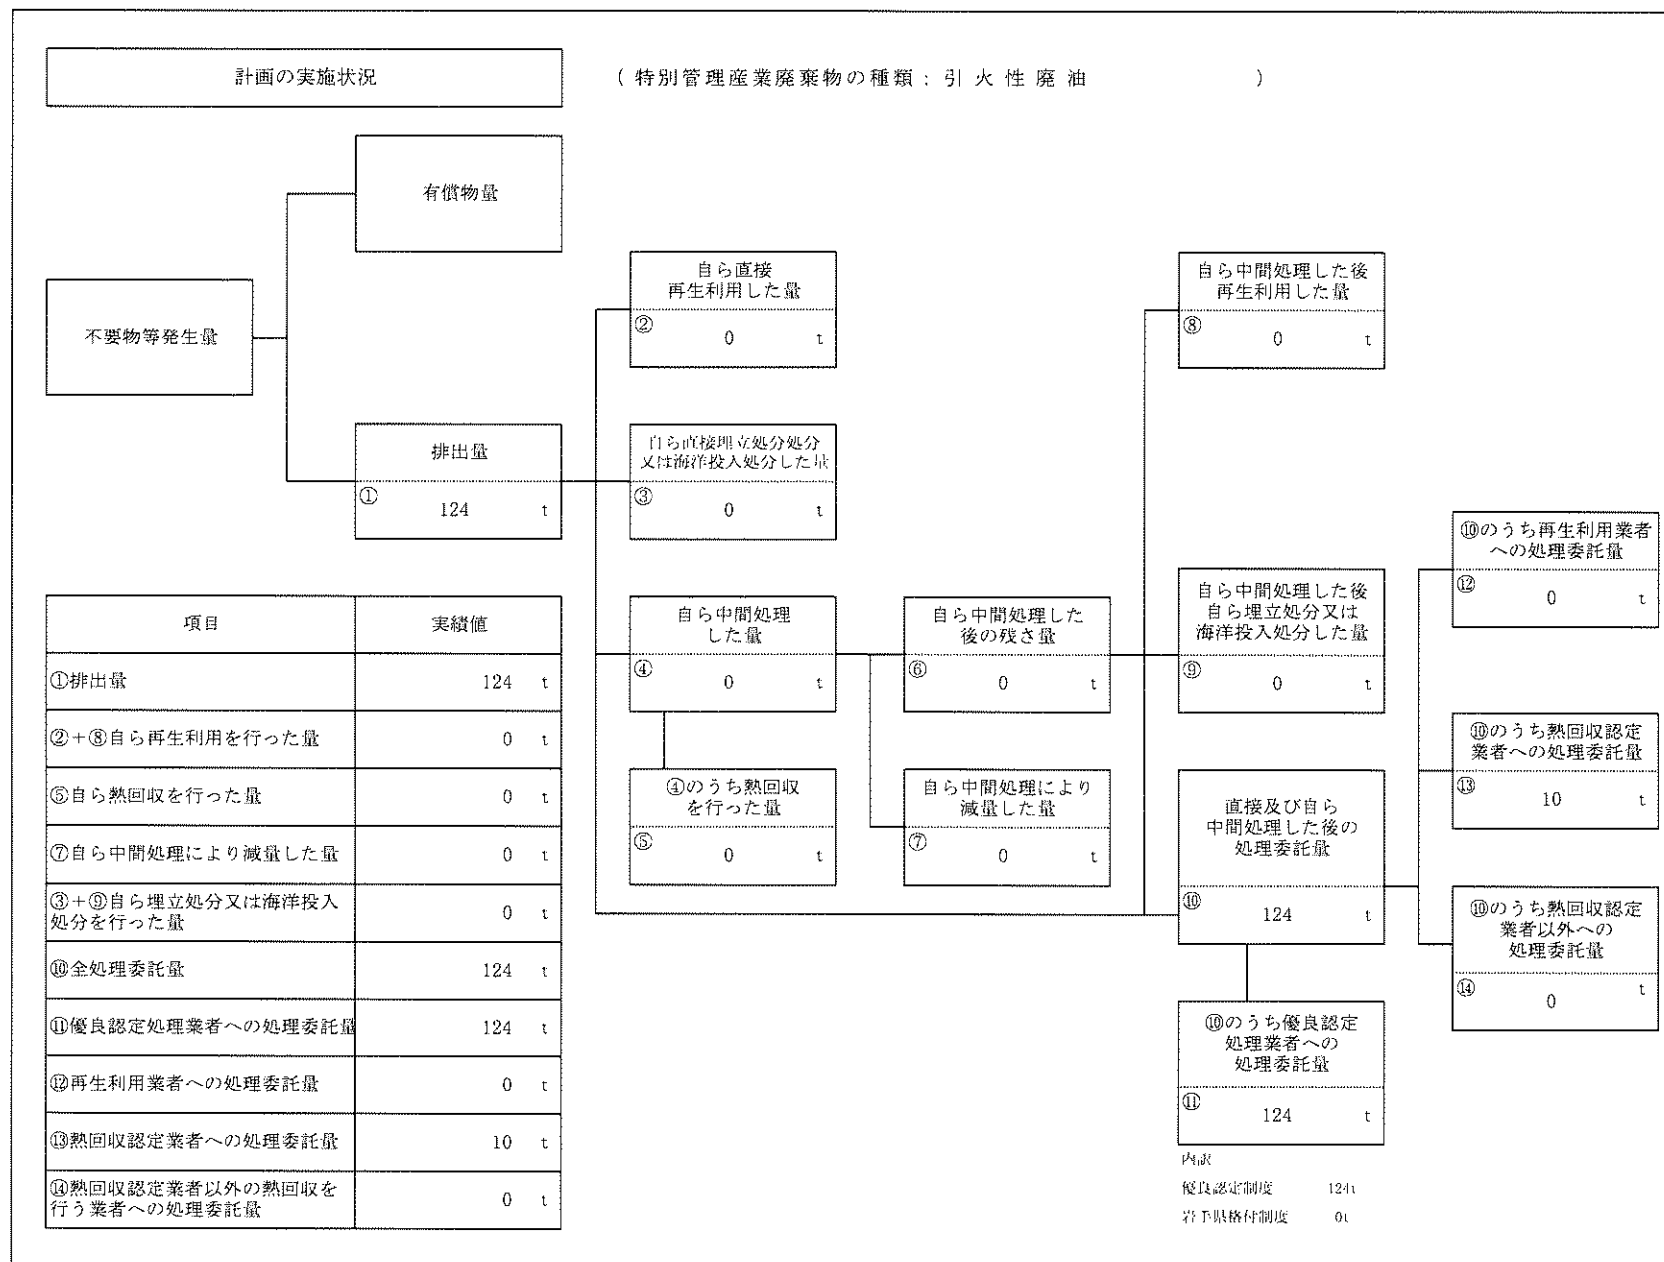 計画の実施状況
（特別管理産業廃棄物の種類：引火性廃油　　　　　）
有償物量
不要物等発生量
排出量
①
124 t
自ら直接
再生利用した量
②
0 t
自ら直接埋立処分処分
又は海洋投入処分した量
③
0 t
自ら中間処理
した量
④
0 t
④のうち熱回収
を行った量
⑤
0 t
自ら中間処理した
後の残さ量
⑥
0 t
自ら中間処理により
減量した量
⑦
0 t
自ら中間処理した後
再生利用した量
⑧
0 t
自ら中間処理した後
自ら埋立処分又は
海洋投入処分した量
⑨
0 t
直接及び自ら
中間処理した後の
処理委託量
⑩
124 t
⑩のうち優良認定
処理業者への
処理委託量
⑪
124 t
内訳
優良認定制度 124t
岩手県格付制度 0t
⑩のうち再生利用業者
への処理委託量
⑫
0 t
⑩のうち熱回収認定
業者への処理委託量
⑬
10 t
⑩のうち熱回収認定
業者以外への
処理委託量
⑭
0 t
項目 実績値
①排出量 124 t
②＋⑧自ら再生利用を行った量 0 t
⑤自ら熱回収を行った量 0 t
⑦自ら中間処理により減量した量 0 t
③＋⑨自ら埋立処分又は海洋投入
処分を行った量 0 t
⑩全処理委託量 124 t
⑪優良認定処理業者への処理委託量 124 t
⑫再生利用業者への処理委託量 0 t
⑬熱回収認定業者への処理委託量 10 t
⑭熱回収認定業者以外の熱回収を
行う業者への処理委託量 0 t